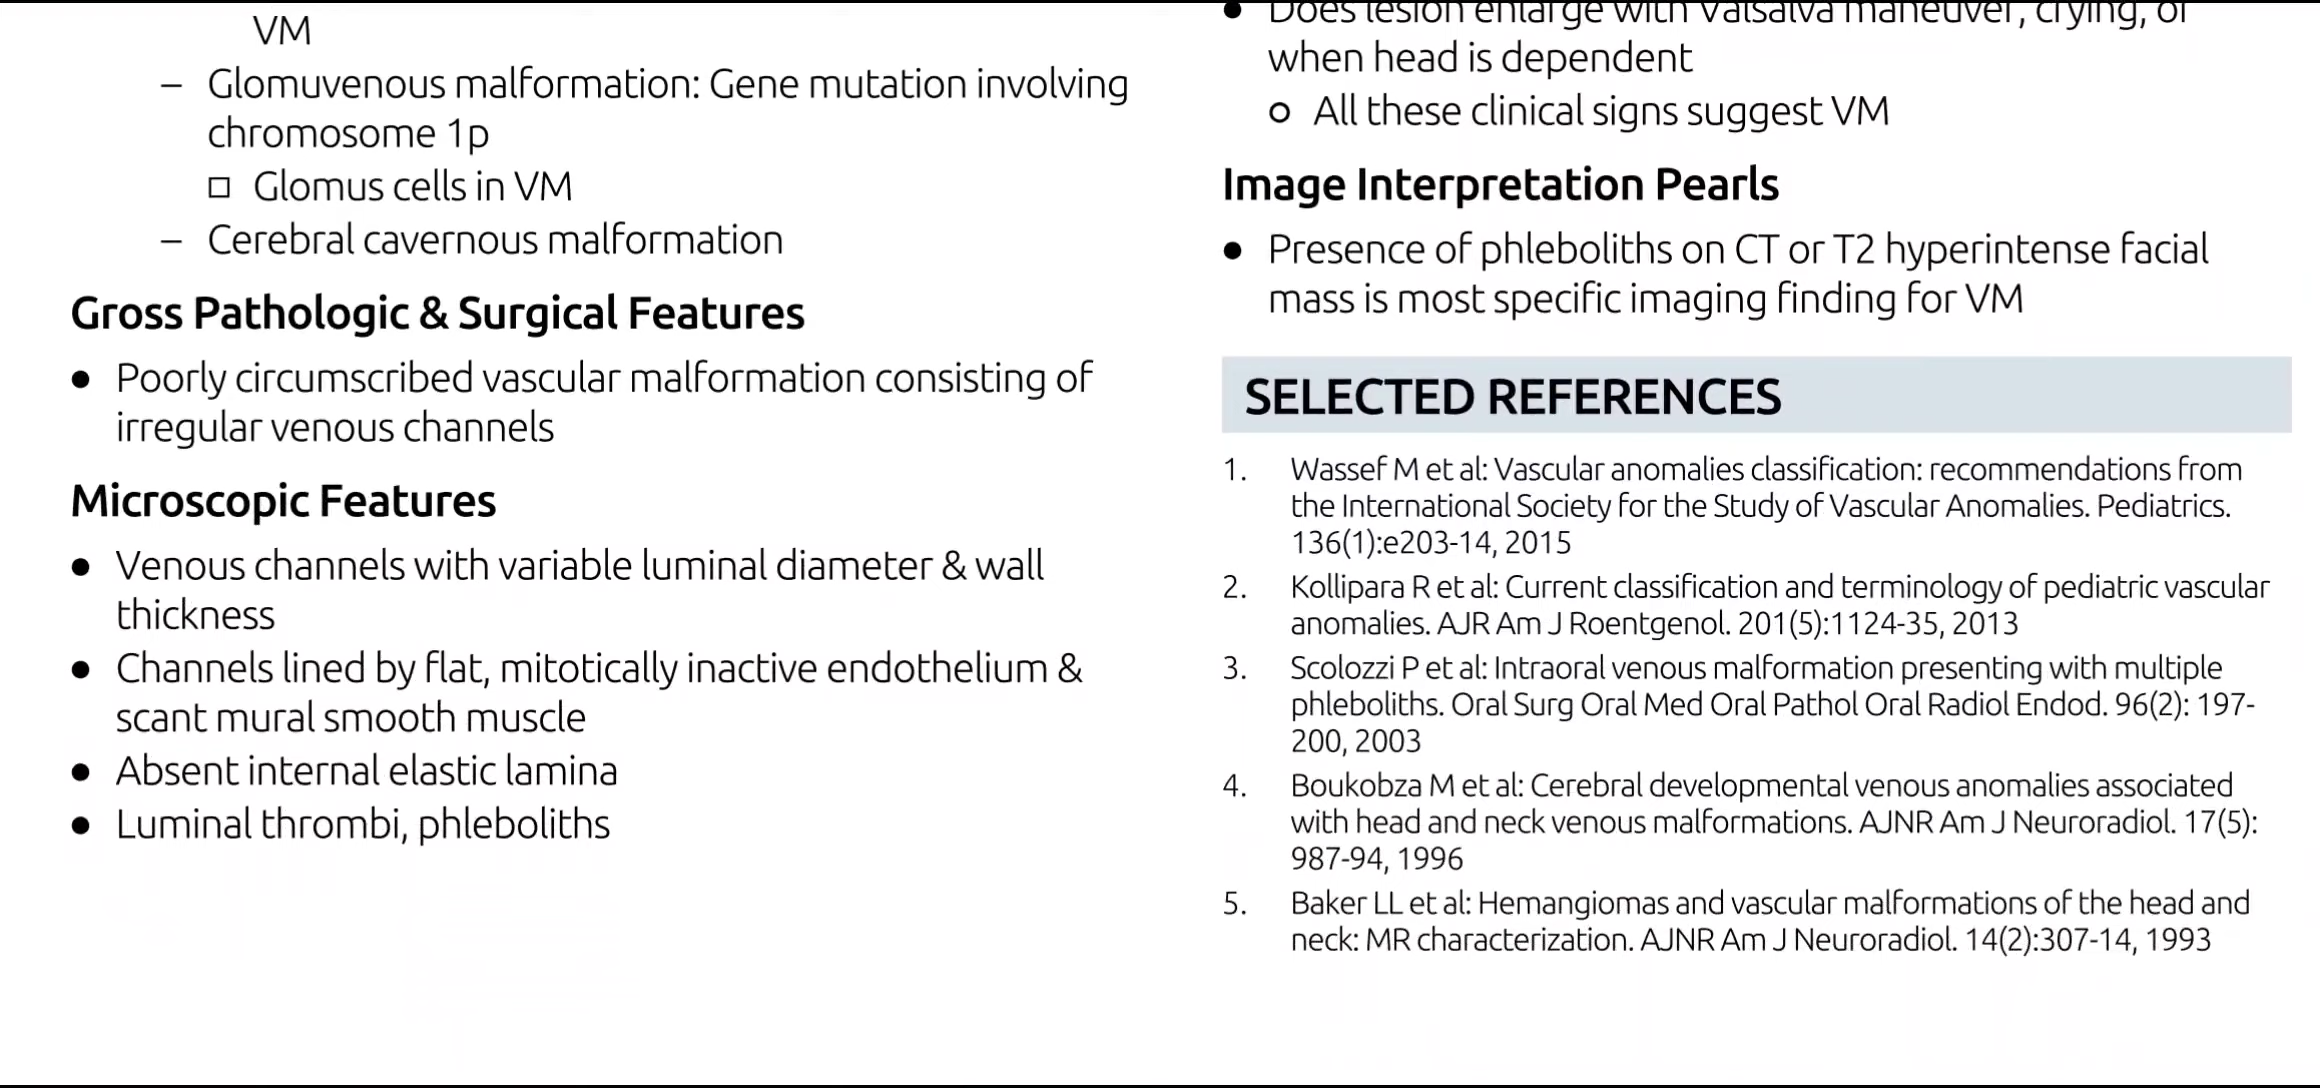 VM
– Glomuvenous malformation: Gene mutation involving
chromosome 1p
□ Glomus cells in VM
– Cerebral cavernous malformation
Gross Pathologic & Surgical Features
● Poorly circumscribed vascular malformation consisting of
irregular venous channels
Microscopic Features
● Venous channels with variable luminal diameter & wall
thickness
● Channels lined by flat, mitotically inactive endothelium &
scant mural smooth muscle
● Absent internal elastic lamina
● Luminal thrombi, phleboliths
● Does lesion enlarge with Valsalva maneuver, crying, or
when head is dependent
○ All these clinical signs suggest VM
Image Interpretation Pearls
● Presence of phleboliths on CT or T2 hyperintense facial
mass is most specific imaging finding for VM
SELECTED REFERENCES
1. Wassef M et al: Vascular anomalies classification: recommendations from
the International Society for the Study of Vascular Anomalies. Pediatrics.
136(1):e203-14, 2015
2. Kollipara R et al: Current classification and terminology of pediatric vascular
anomalies. AJR Am J Roentgenol. 201(5):1124-35, 2013
3. Scolozzi P et al: Intraoral venous malformation presenting with multiple
phleboliths. Oral Surg Oral Med Oral Pathol Oral Radiol Endod. 96(2): 197-
200, 2003
4. Boukobza M et al: Cerebral developmental venous anomalies associated
with head and neck venous malformations. AJNR Am J Neuroradiol. 17(5):
987-94, 1996
5. Baker LL et al: Hemangiomas and vascular malformations of the head and
neck: MR characterization. AJNR Am J Neuroradiol. 14(2):307-14, 1993